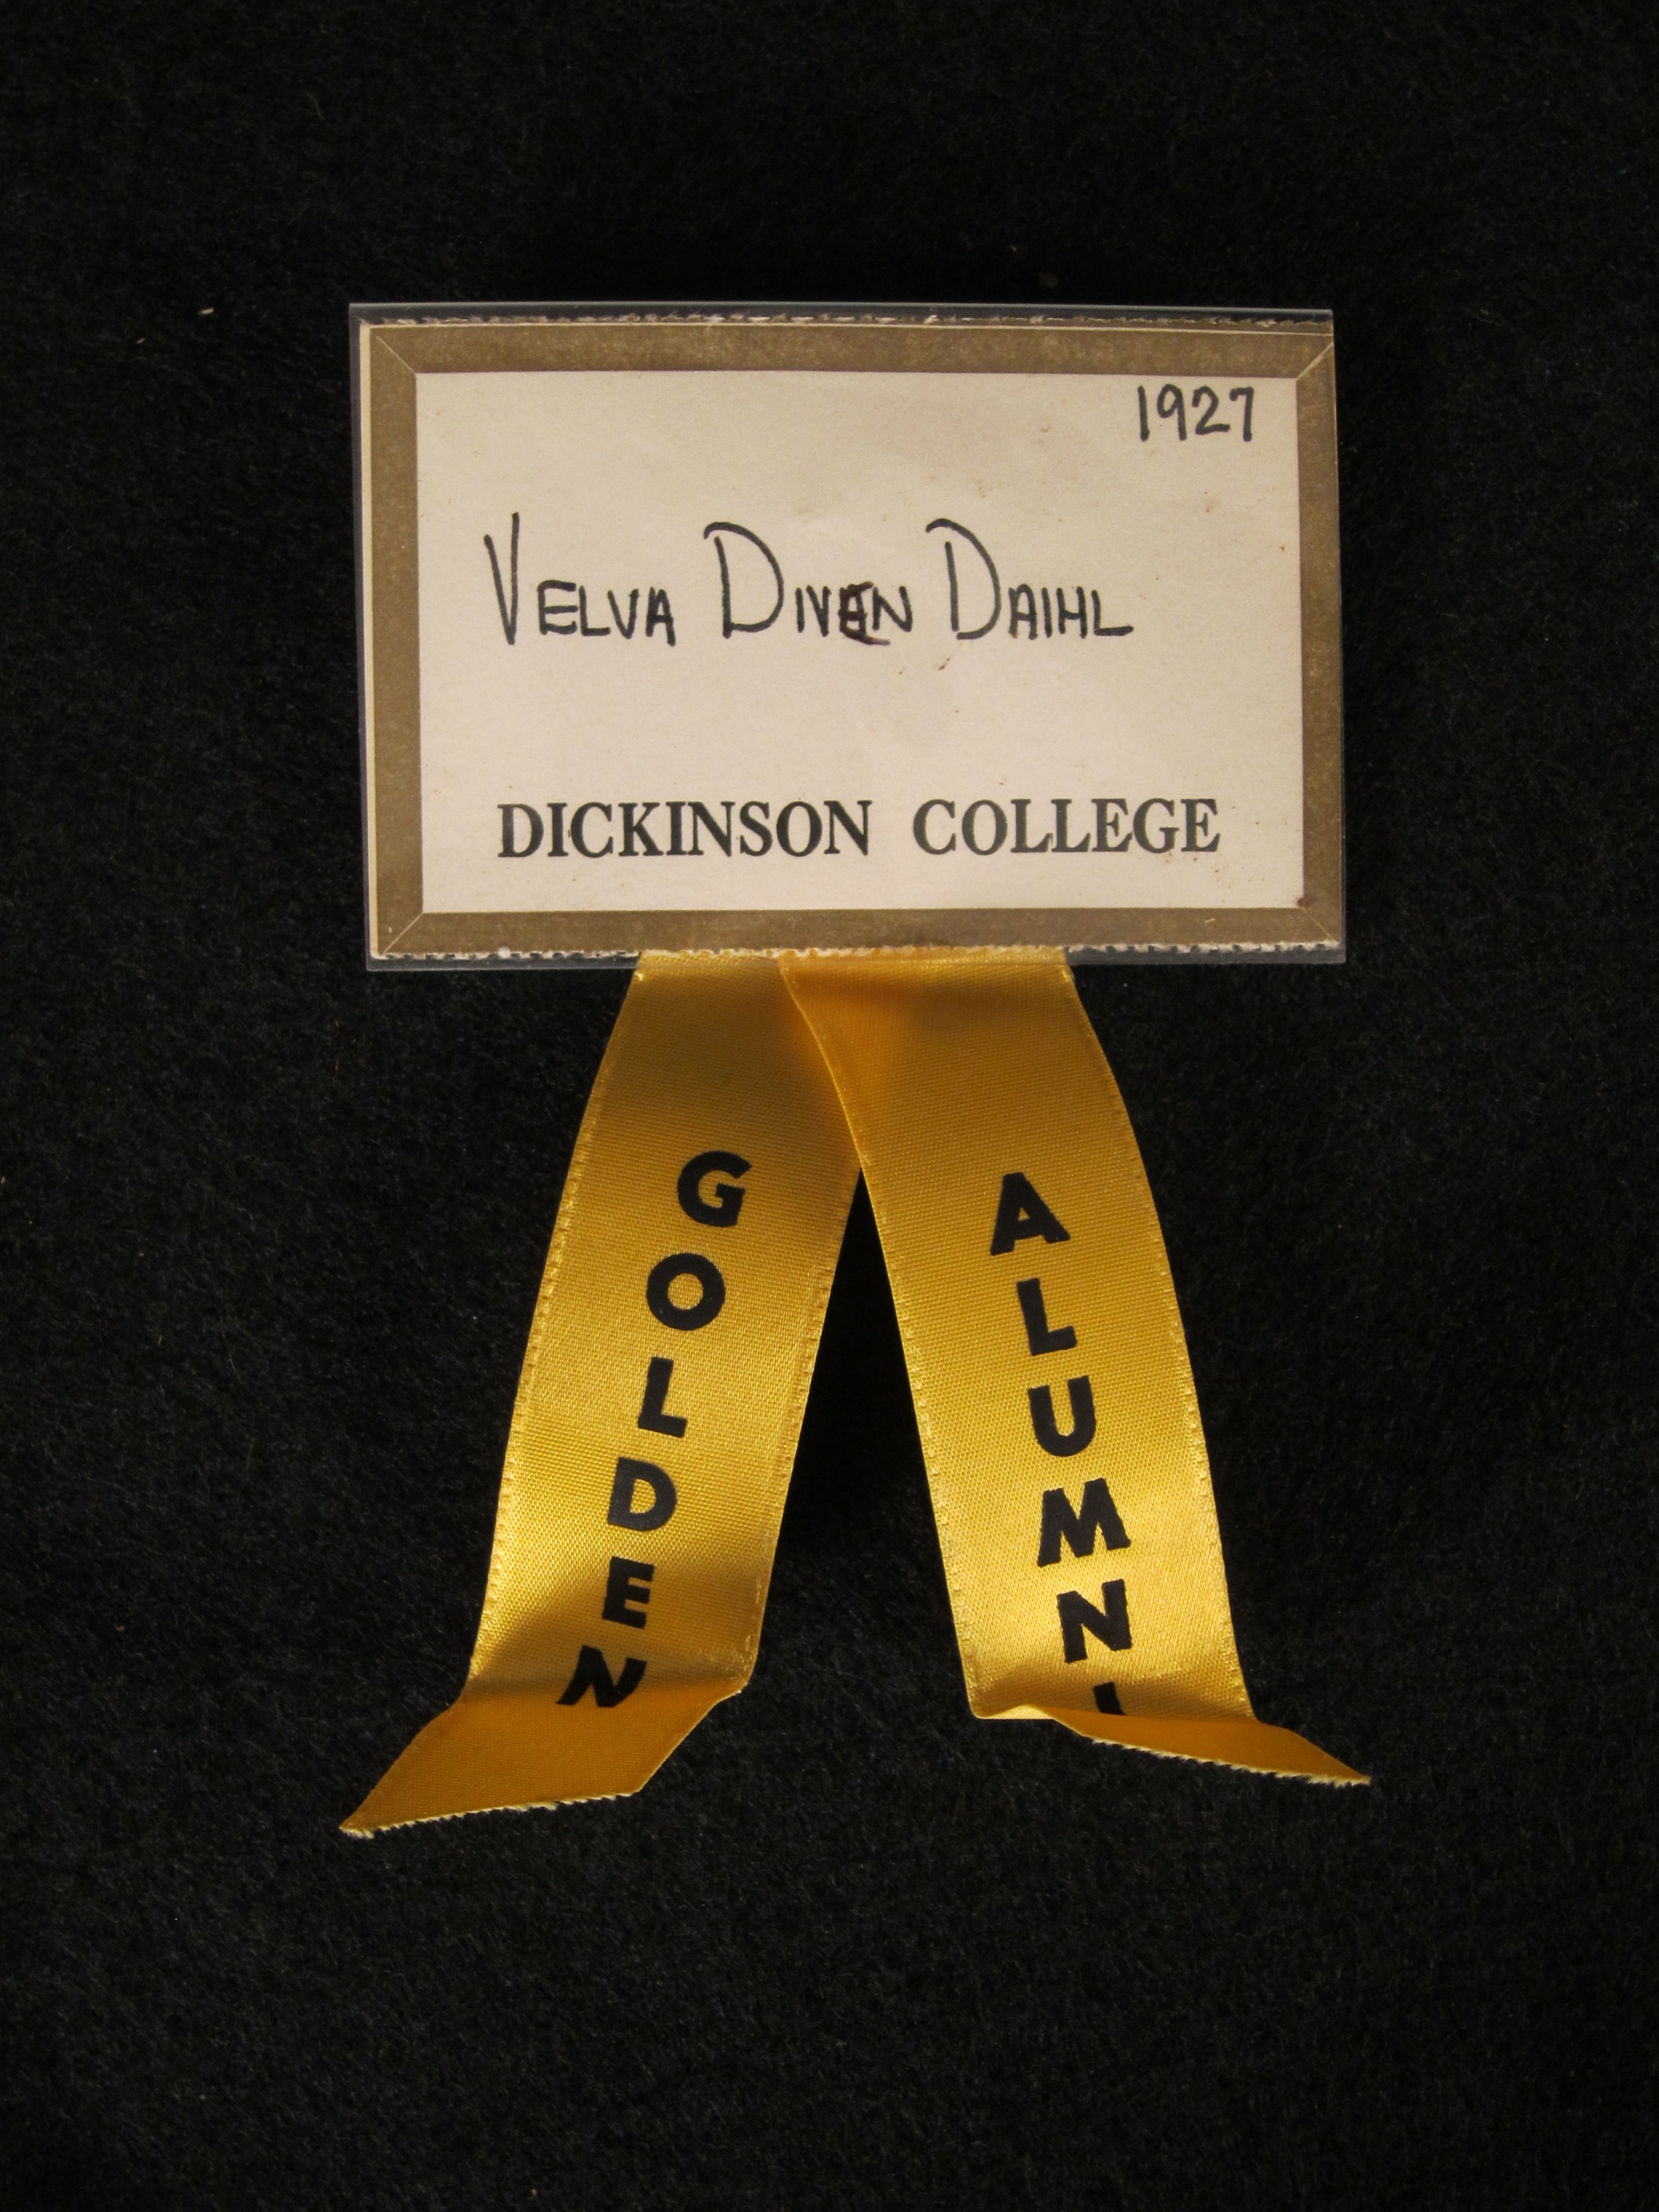 1927
VELVA DIVEN DAIHL
DICKINSON COLLEGE
GOLDEN
ALUMNI